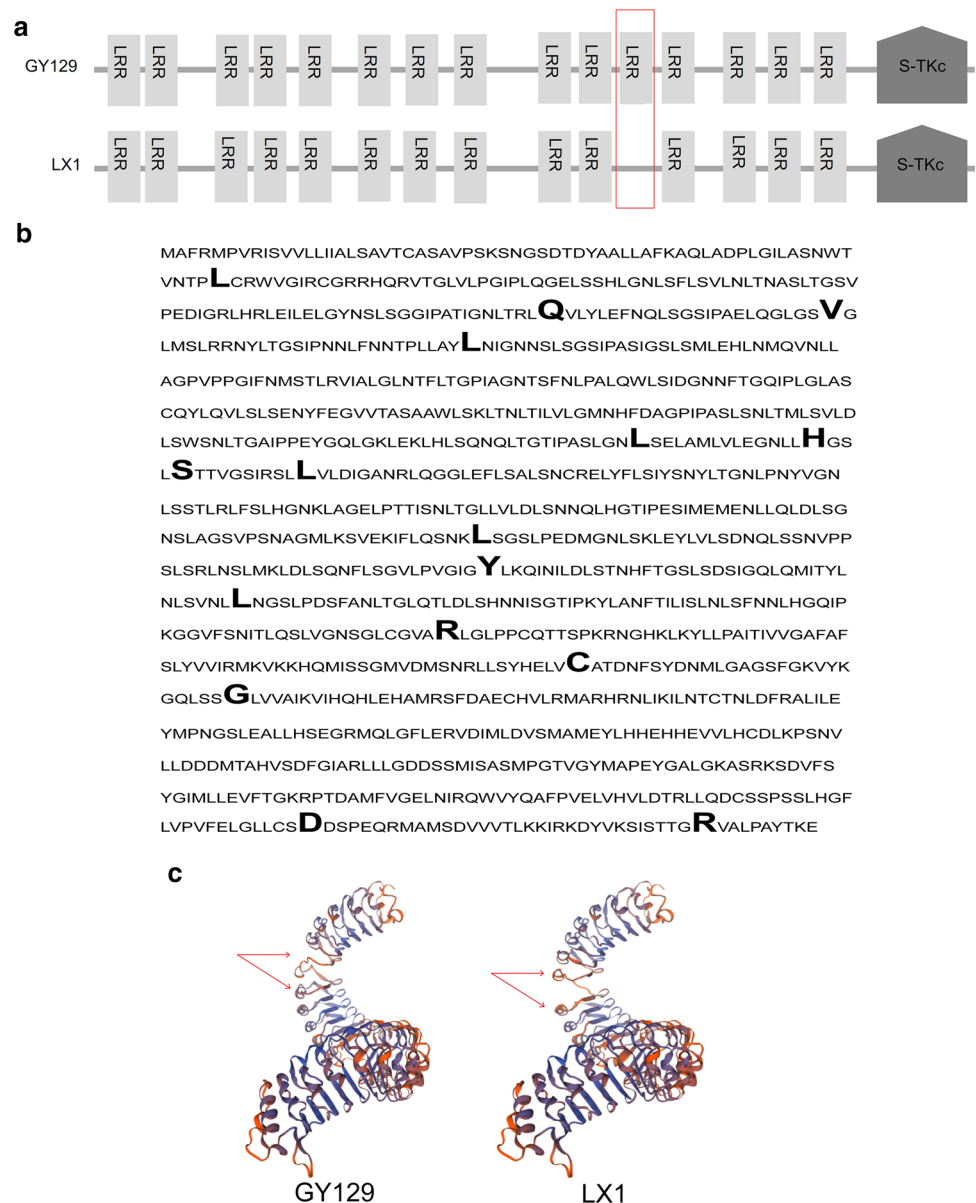 a
GY129 LRR LRR LRR LRR LRR LRR LRR LRR LRR LRR LRR LRR LRR LRR LRR S-TKc
LX1 LRR LRR LRR LRR LRR LRR LRR LRR LRR LRR LRR LRR LRR LRR S-TKc
b
MAFRMPVRISVVLLIIALSAVTCASAVPSKSNGSDTDYAALLAFKAQLADPLGILASNWT
VNTPLCRWVGIRCGRRHQRVTGLVLPGIPLQGELSSHLGNLSFLSVLNLTNASLTGSV
PEDIGRLHRLEILELGYNSLSGGIPATIGNLTRLQVLYLEFNQLSGSIPAELQGLGSVG
LMSLRRNYLTGSIPNNLFNNTPLLAYLNIGNNSLSGSIPASIGSLSMLEHLNMQVNLL
AGPVPPGIFNMSTLRVIALGLNTFLTGPIAGNTSFNLPALQWLSIDGNNFTGQIPLGLAS
CQYLQVLSLSENYFEGVVTASAAWLSKLTNLTILVLGMNHFDAGPIPASLSNLTMLSVLD
LSWSNLTGAIPPEYGQLGKLEKLHLSQNQLTGTIPASLGNLSELAMLVLEGNLLHGS
LSTTVGSIRSLLVLDIGANRLQGGLEFLSALSNCRELYFLSIYSNYLTGNLPNYVGN
LSSTLRLFSLHGNKLAGELPTTISNLTGLLVLDLSNNQLHGTIPESIMEMENLLQLDLSG
NSLAGSVPSNAGMLKSVEKIFLQSNKLSGSLPEDMGNLSKLEYLVLSDNQLSSNVPP
SLSRLNSLMKLDLSQNFLSGVLPVGIGYLKQINILDLSTNHFTGSLSDSIGQLQMITYL
NLSVNLLNGSLPDSFANLTGLQTLDLSHNNISGTIPKYLANFTILISLNLSFNNLHGQIP
KGGVFSNITLQSLVGNSGLCGVARLGLPPCQTTSPKRNGHKLKYLLPAITIVVGAFAF
SLYVVIRMKVKKHQMISSGMVDMSNRLLSYHELVCATDNFSYDNMLGAGSFGKVYK
GQLSSGLVVAIKVIHQHLEHAMRSFDAECHVLRMARHRNLIKILNTCTNLDFRALILE
YMPNGSLEALLHSEGRMQLGFLERVDIMLDVSMAMEYLHHEHHEVVLHCDLKPSNV
LLDDDMTAHVSDFGIARLLLGDDSSMISASMPGTVGYMAPEYGALGKASRKSDVFS
YGIMLLEVFTGKRPTDAMFVGELNIRQWVYQAFPVELVHVLDTRLLQDCSSPSSLHGF
LVPVFELGLLCSDDSPEQRMAMSDVVVTLKKIRKDYVKSISTTGRVALPAYTKE
c
GY129 LX1